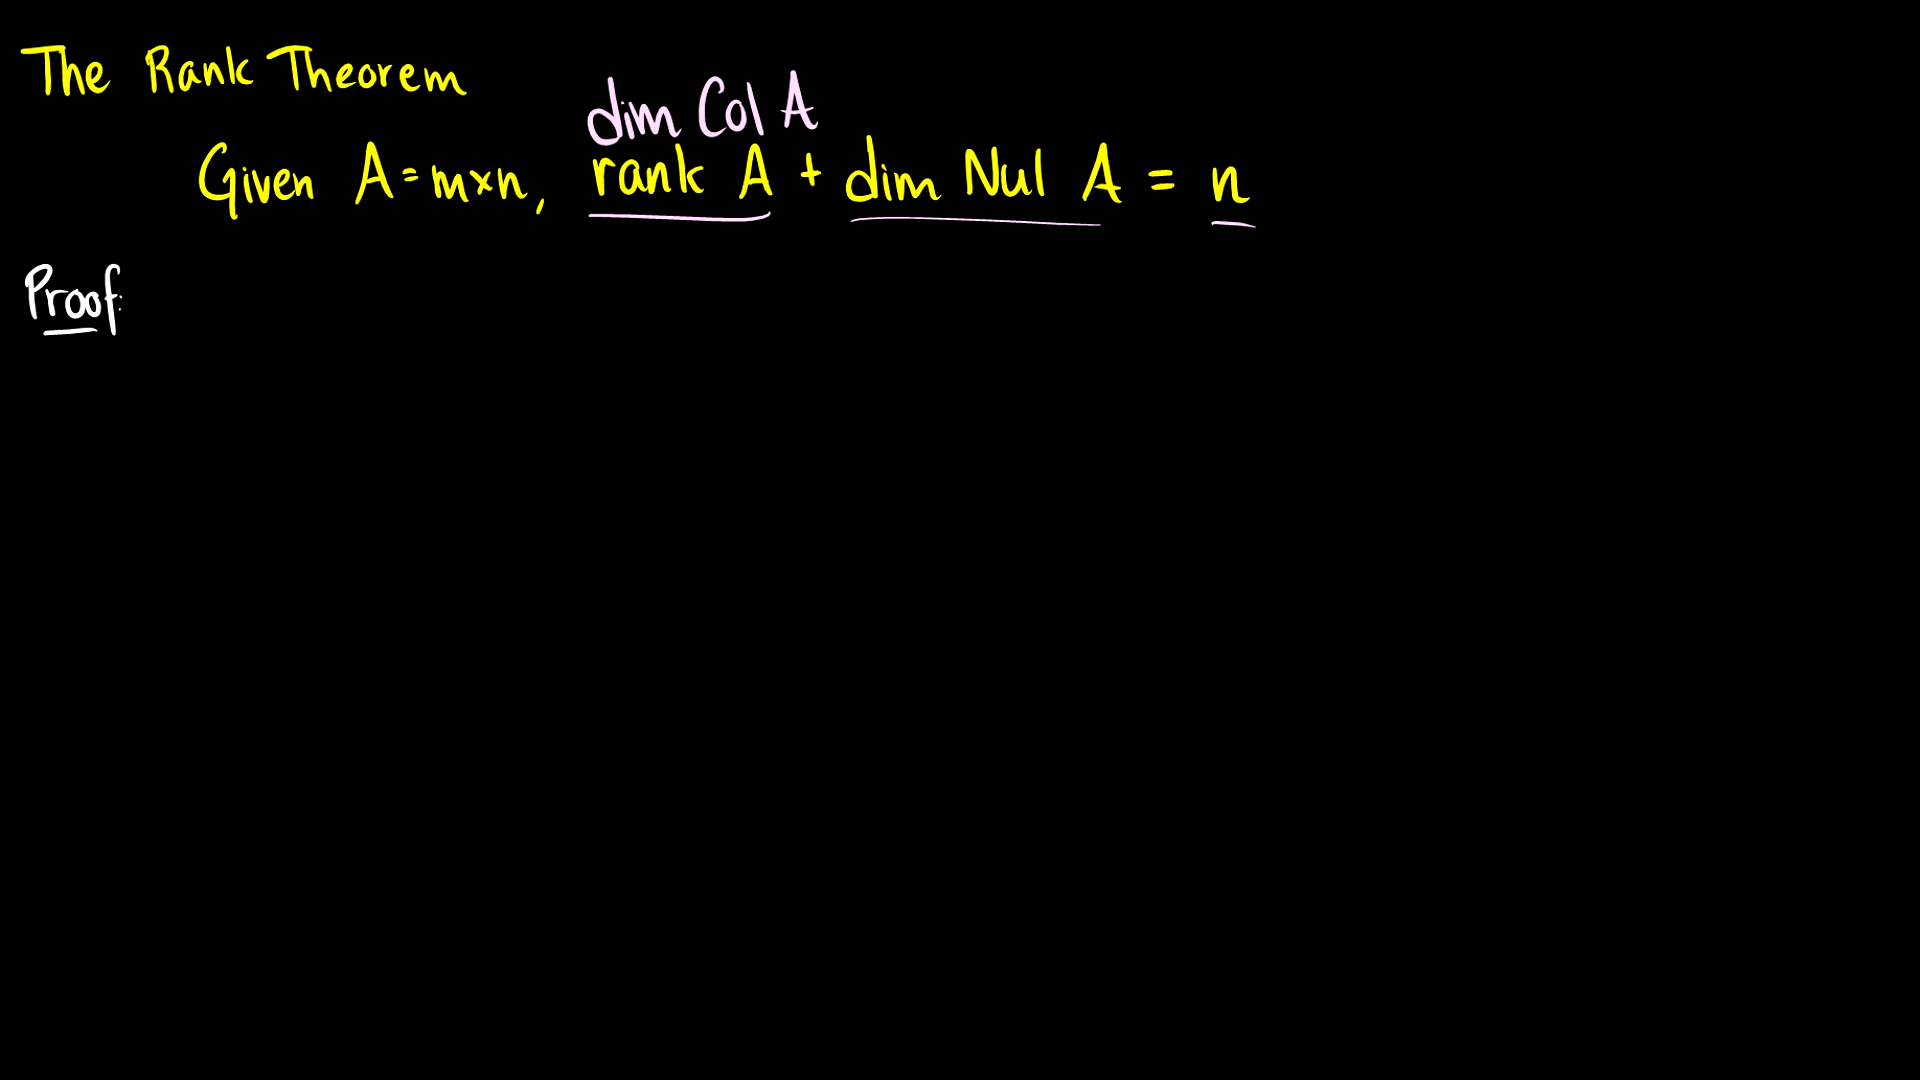 The Rank Theorem
dim Col A
Given A = m×n, rank A + dim Nul A = n
Proof: